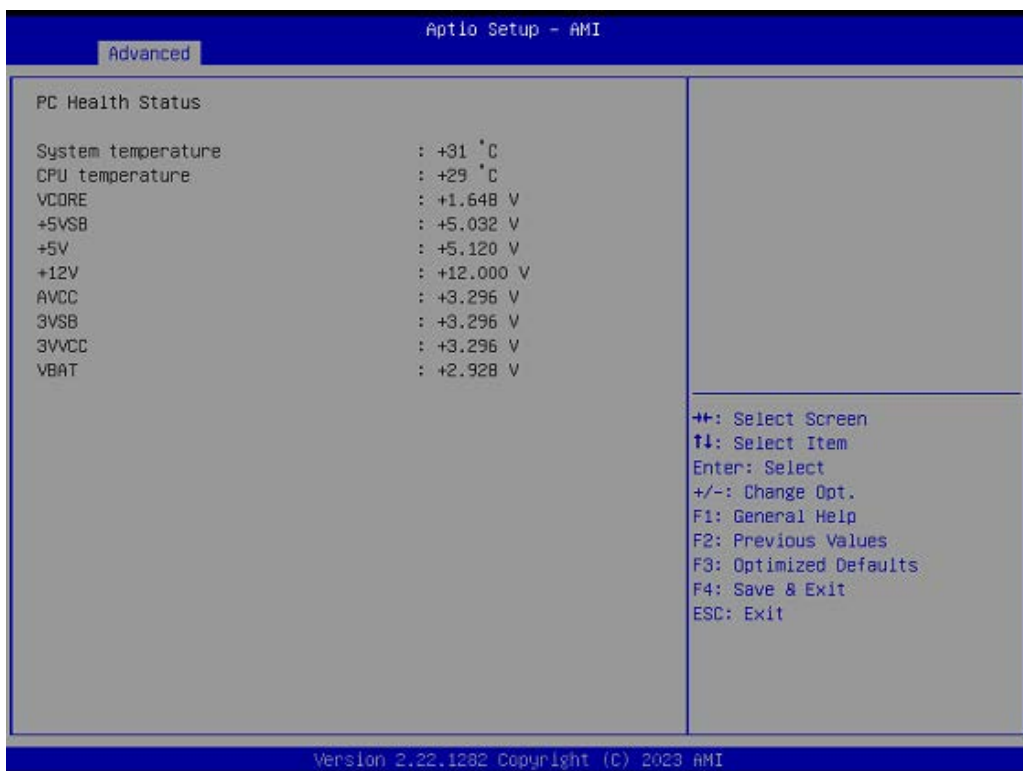 Aptio Setup - AMI
Advanced
PC Health Status
System temperature : +31 °C
CPU temperature : +29 °C
VCORE : +1.648 V
+5VSB : +5.032 V
+5V : +5.120 V
+12V : +12.000 V
AVCC : +3.296 V
3VSB : +3.296 V
3VVCC : +3.296 V
VBAT : +2.928 V
→←: Select Screen
↑↓: Select Item
Enter: Select
+/-: Change Opt.
F1: General Help
F2: Previous Values
F3: Optimized Defaults
F4: Save & Exit
ESC: Exit
Version 2.22.1282 Copyright (C) 2023 AMI